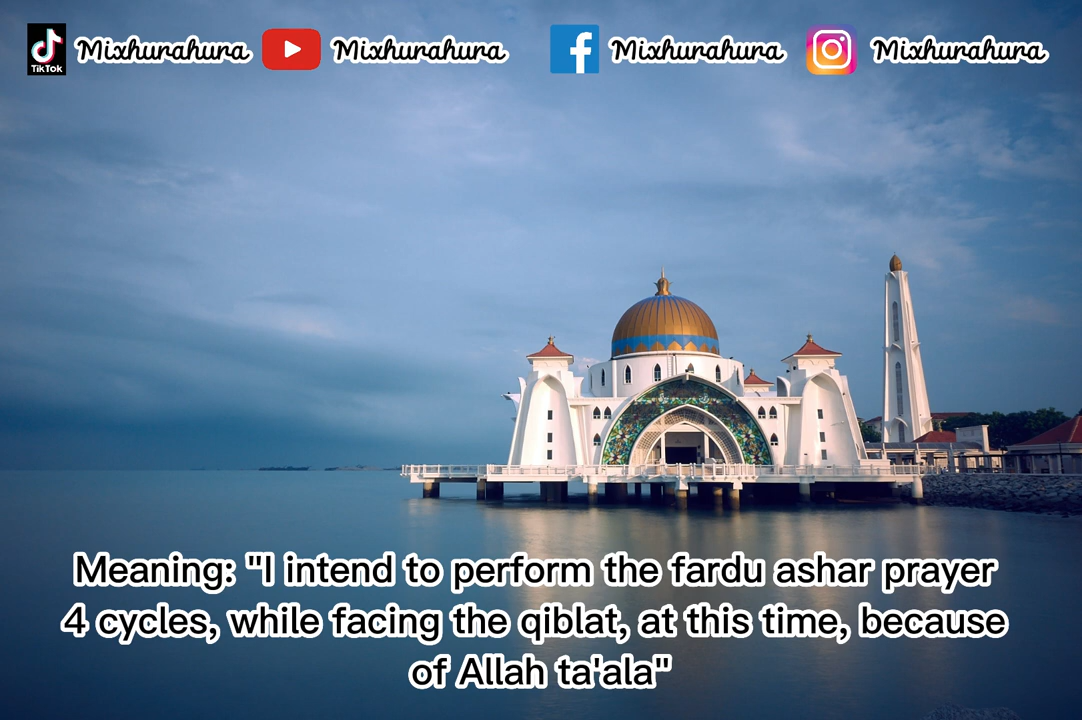 TikTok Mixhurahura Mixhurahura Mixhurahura Mixhurahura
Meaning: "I intend to perform the fardu ashar prayer
4 cycles, while facing the qiblat, at this time, because
of Allah ta'ala"